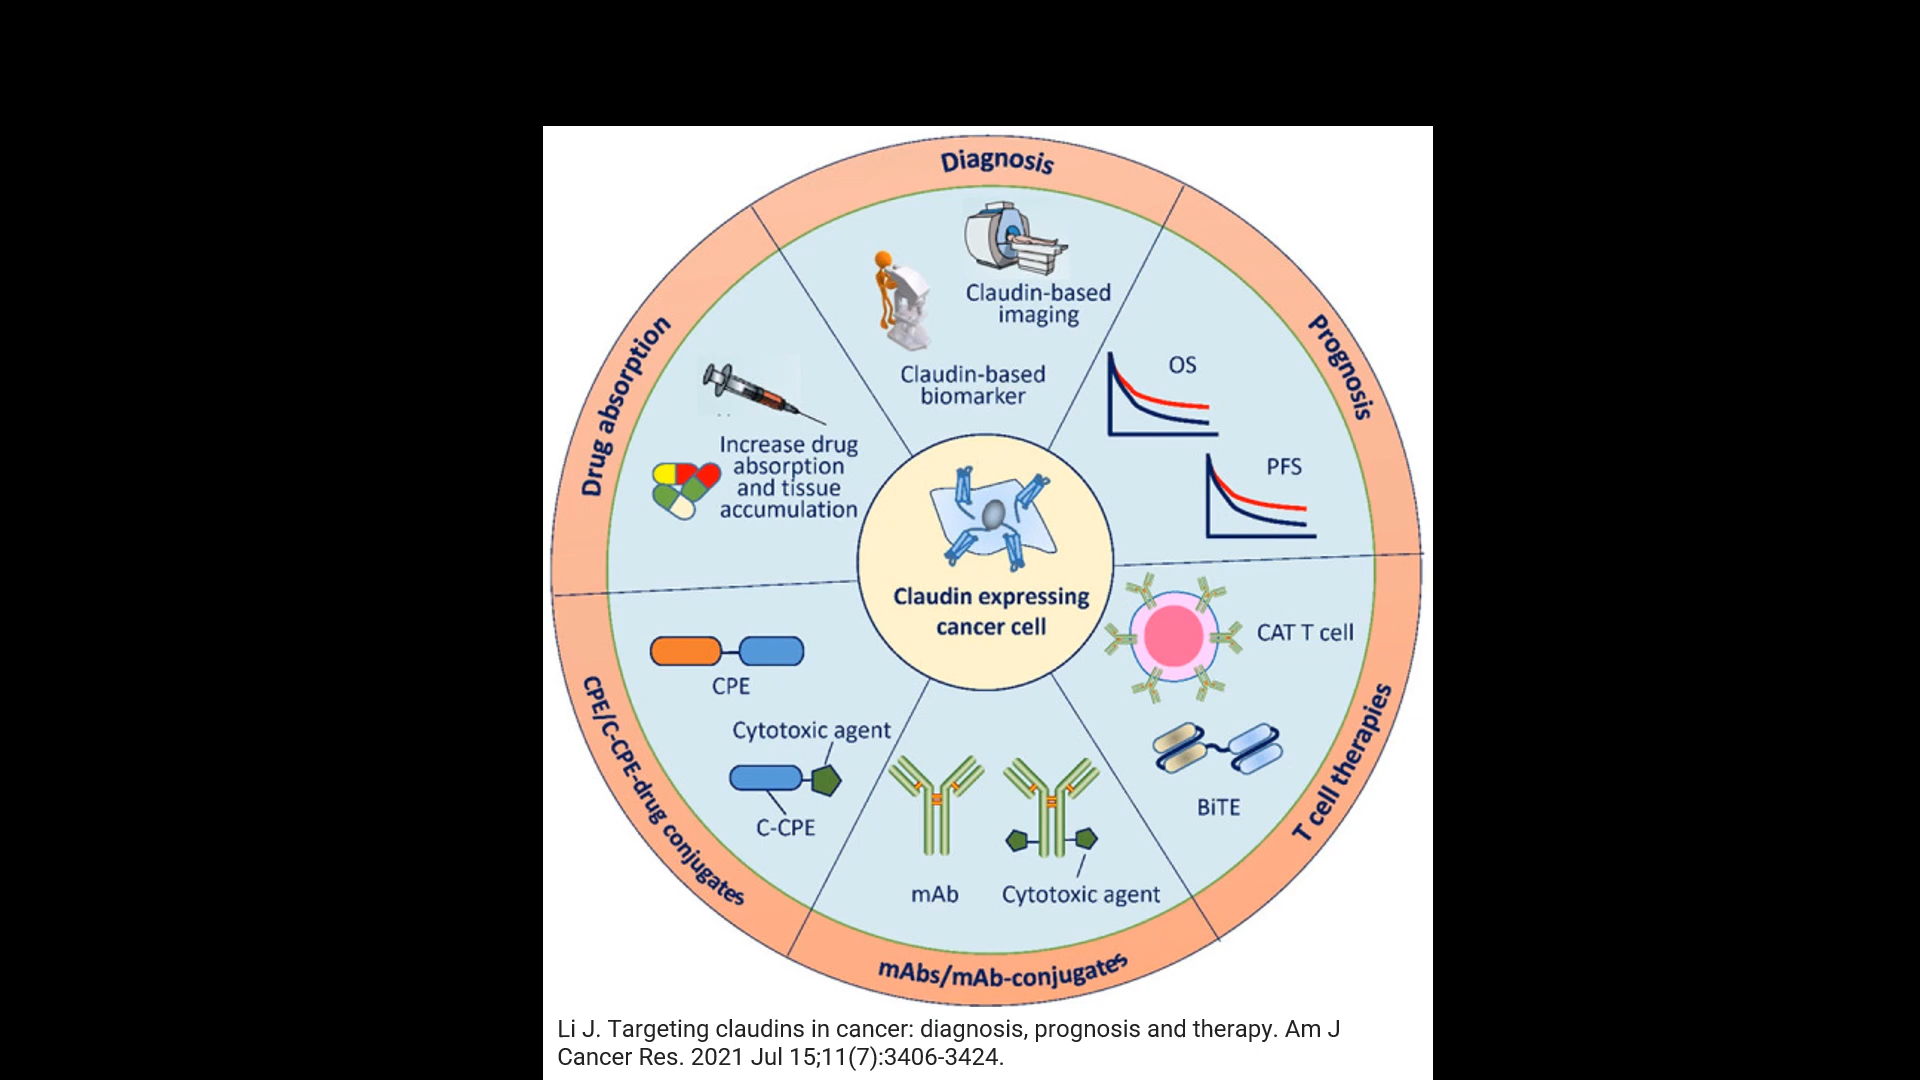 Diagnosis
Claudin-based
imaging
Claudin-based
biomarker
Prognosis
OS
PFS
T cell therapies
CAT T cell
BiTE
mAbs/mAb-conjugates
mAb
Cytotoxic agent
CPE/C-CPE-drug conjugates
CPE
Cytotoxic agent
C-CPE
Drug absorption
Increase drug
absorption
and tissue
accumulation
Claudin expressing
cancer cell
Li J. Targeting claudins in cancer: diagnosis, prognosis and therapy. Am J
Cancer Res. 2021 Jul 15;11(7):3406-3424.